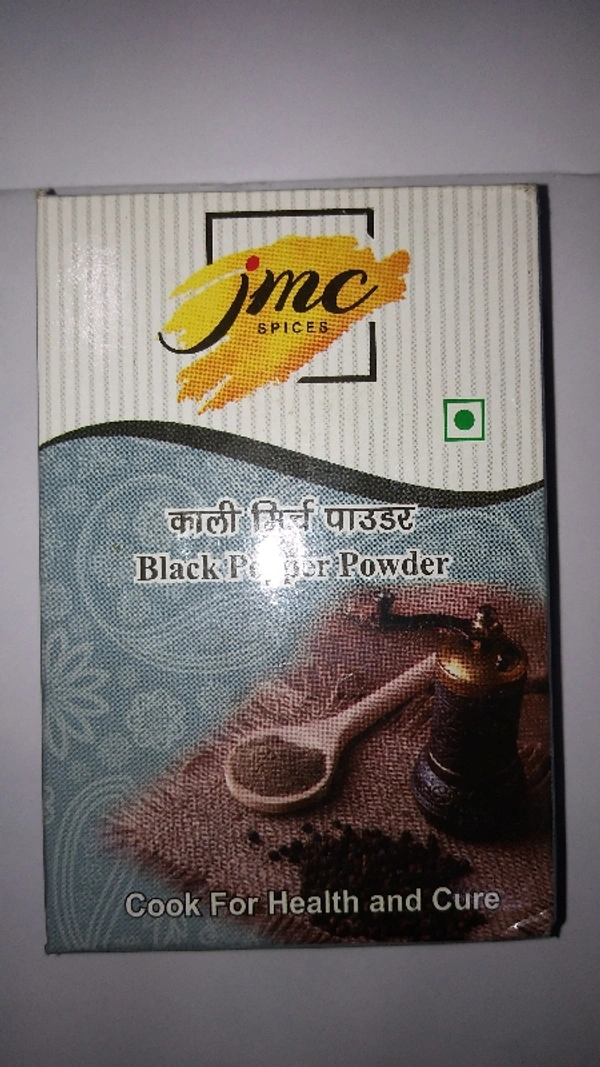 jmc
SPICES
काली मिर्च पाउडर
Black Pepper Powder
Cook For Health and Cure